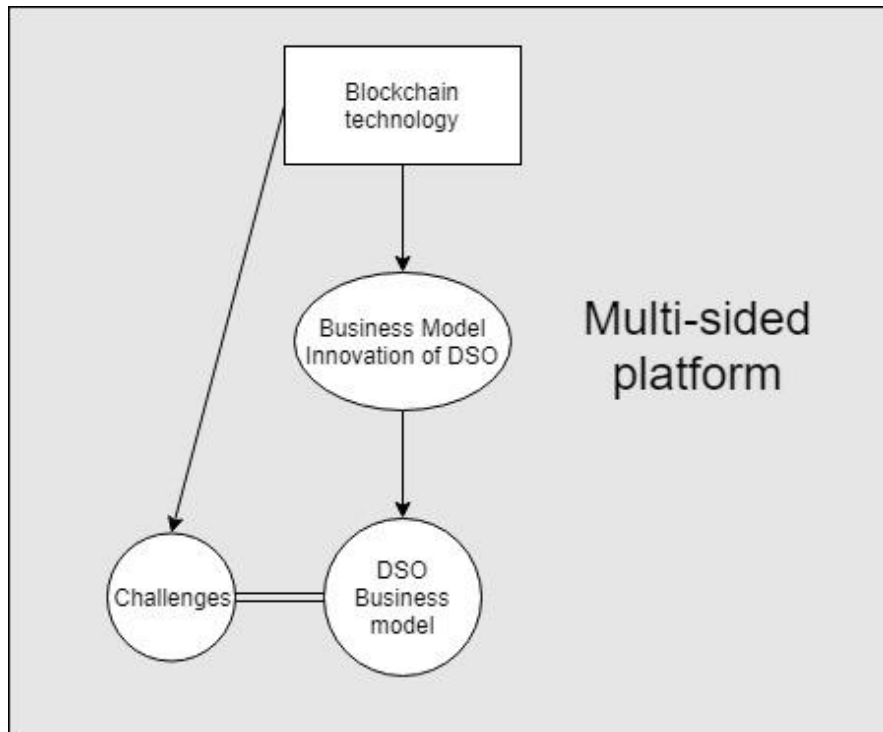 Blockchain
technology
Business Model
Innovation of DSO
Multi-sided
platform
Challenges
DSO
Business
model